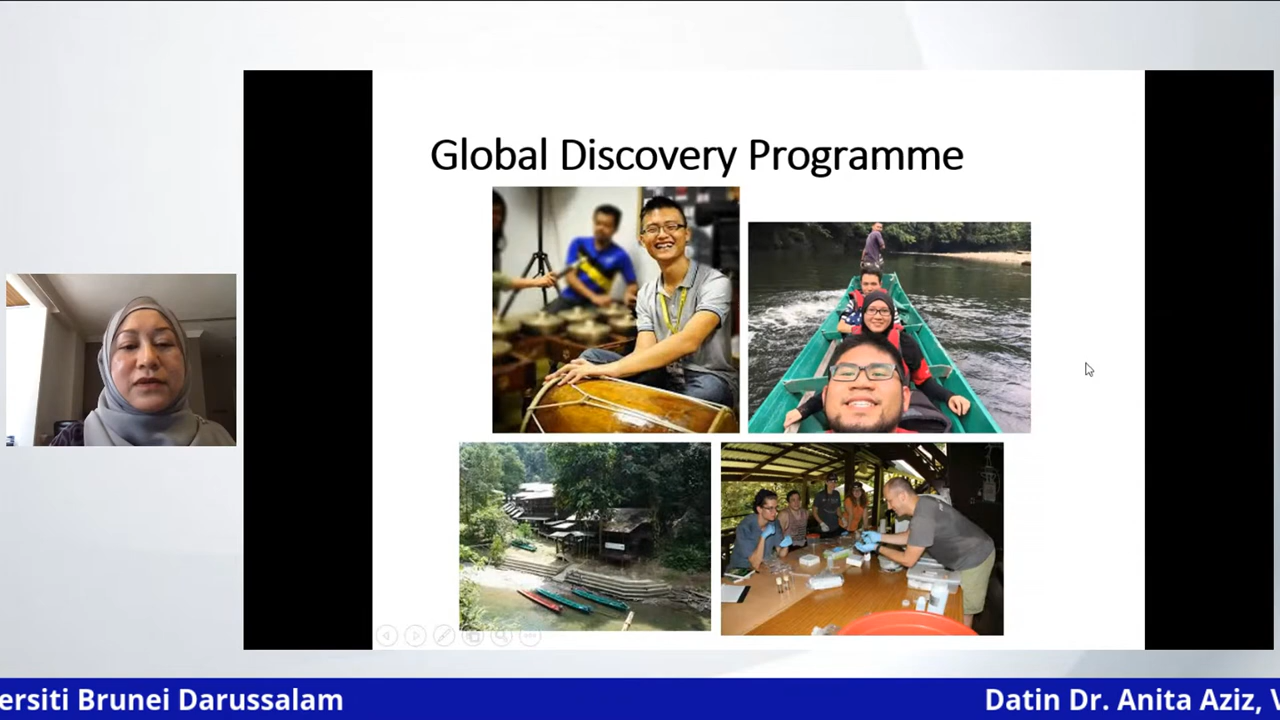 Global Discovery Programme
ersiti Brunei Darussalam
Datin Dr. Anita Aziz, V